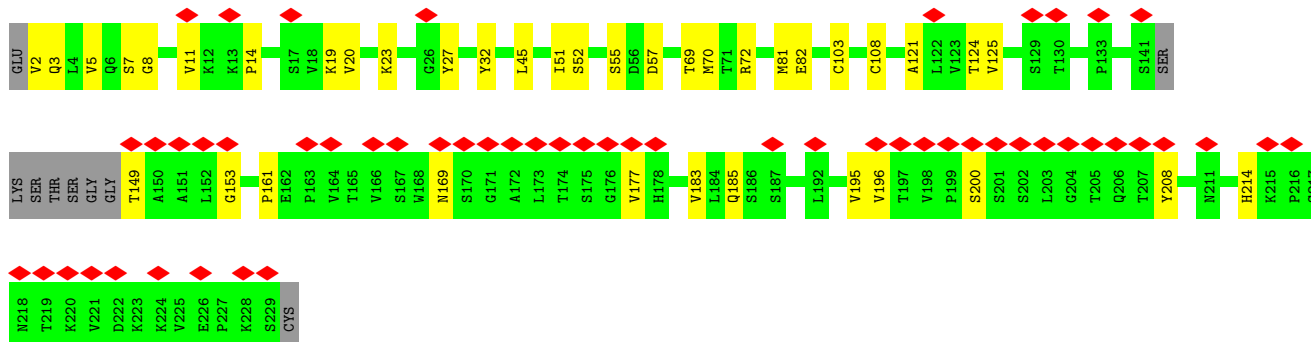 GLU V2 Q3 L4 V5 Q6 S7 G8 V11 K12 K13 P14 S17 V18 K19 V20 K23 G26 Y27 Y32 L45 I51 S52 S55 D56 D57 T69 M70 T71 R72 M81 E82 C103 C108 A121 L122 V123 T124 V125 S129 T130 P133 S141 SER
LYS SER THR SER GLY GLY T149 A150 A151 L152 G153 P161 E162 P163 V164 T165 V166 S167 W168 N169 S170 G171 A172 L173 T174 S175 G176 V177 H178 V183 L184 Q185 S186 S187 L192 V195 V196 T197 V198 P199 S200 S201 S202 L203 G204 T205 Q206 T207 Y208 N211 H214 K215 P216
N218 T219 K220 V221 D222 K223 K224 V225 E226 P227 K228 S229 CYS